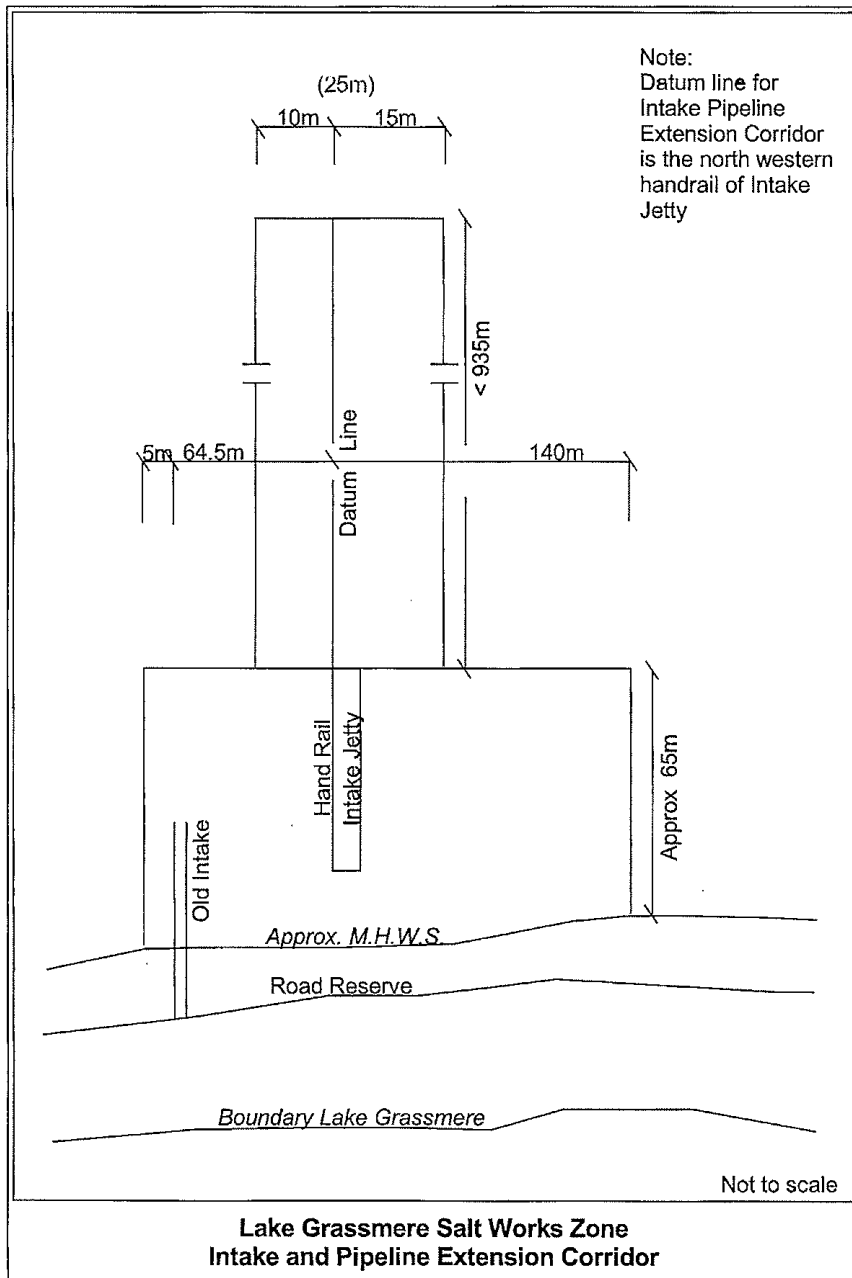 Note:
Datum line for
Intake Pipeline
Extension Corridor
is the north western
handrail of Intake
Jetty
(25m)
10m
15m
< 935m
5m
64.5m
140m
Datum Line
Hand Rail
Intake Jetty
Approx 65m
Old Intake
Approx. M.H.W.S.
Road Reserve
Boundary Lake Grassmere
Not to scale
Lake Grassmere Salt Works Zone
Intake and Pipeline Extension Corridor